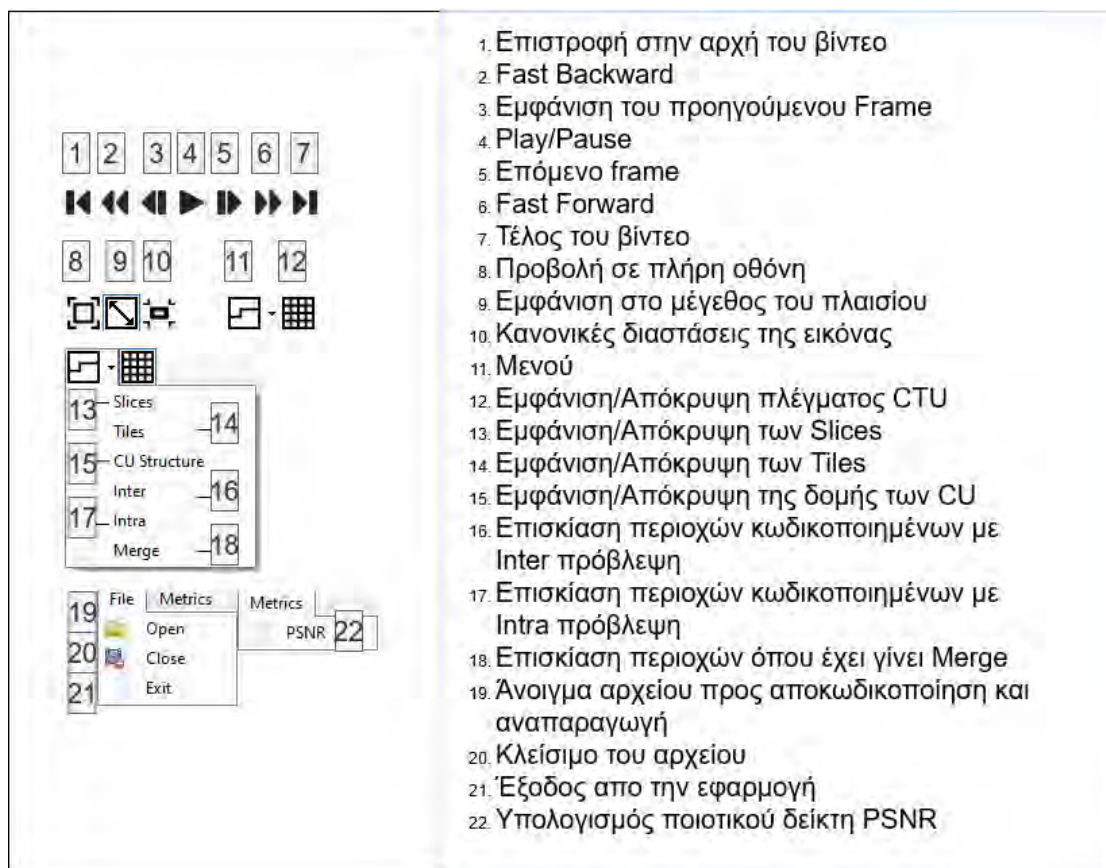 1 2 3 4 5 6 7
8 9 10 11 12
13 Slices
Tiles 14
15 CU Structure
Inter 16
17 Intra
Merge 18
File Metrics Metrics
19 Open PSNR 22
20 Close
21 Exit
1. Επιστροφή στην αρχή του βίντεο
2. Fast Backward
3. Εμφάνιση του προηγούμενου Frame
4. Play/Pause
5. Επόμενο frame
6. Fast Forward
7. Τέλος του βίντεο
8. Προβολή σε πλήρη οθόνη
9. Εμφάνιση στο μέγεθος του πλαισίου
10. Κανονικές διαστάσεις της εικόνας
11. Μενού
12. Εμφάνιση/Απόκρυψη πλέγματος CTU
13. Εμφάνιση/Απόκρυψη των Slices
14. Εμφάνιση/Απόκρυψη των Tiles
15. Εμφάνιση/Απόκρυψη της δομής των CU
16. Επισκίαση περιοχών κωδικοποιημένων με
Inter πρόβλεψη
17. Επισκίαση περιοχών κωδικοποιημένων με
Intra πρόβλεψη
18. Επισκίαση περιοχών όπου έχει γίνει Merge
19. Άνοιγμα αρχείου προς αποκωδικοποίηση και
αναπαραγωγή
20. Κλείσιμο του αρχείου
21. Έξοδος απο την εφαρμογή
22. Υπολογισμός ποιοτικού δείκτη PSNR